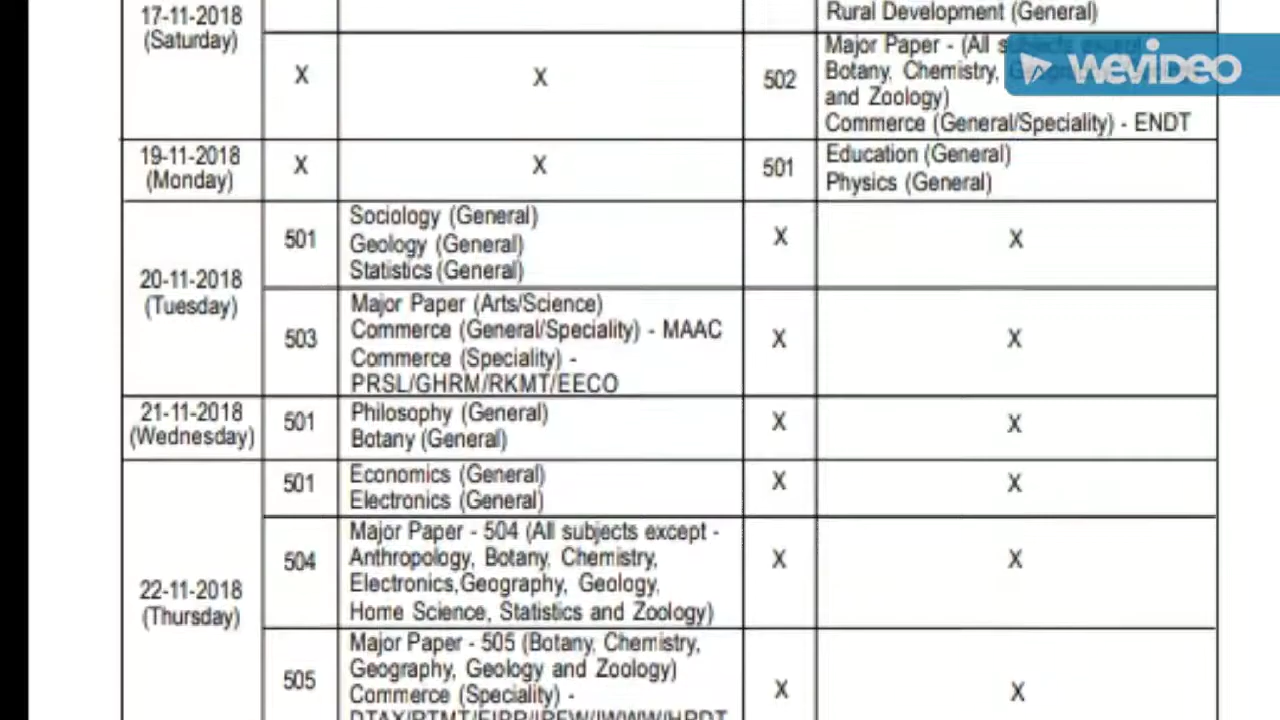 17-11-2018
(Saturday)
Rural Development (General)
X
X
502
Major Paper - (All subjects except
Botany, Chemistry,
and Zoology)
Commerce (General/Speciality) - ENDT
WeVideo
19-11-2018
(Monday)
X
X
501
Education (General)
Physics (General)
20-11-2018
(Tuesday)
501
Sociology (General)
Geology (General)
Statistics (General)
X
X
503
Major Paper (Arts/Science)
Commerce (General/Speciality) - MAAC
Commerce (Speciality) -
PRSL/GHRM/RKMT/EECO
X
X
21-11-2018
(Wednesday)
501
Philosophy (General)
Botany (General)
X
X
22-11-2018
(Thursday)
501
Economics (General)
Electronics (General)
X
X
504
Major Paper - 504 (All subjects except -
Anthropology, Botany, Chemistry,
Electronics,Geography, Geology,
Home Science, Statistics and Zoology)
X
X
505
Major Paper - 505 (Botany, Chemistry,
Geography, Geology and Zoology)
Commerce (Speciality) -
X
X